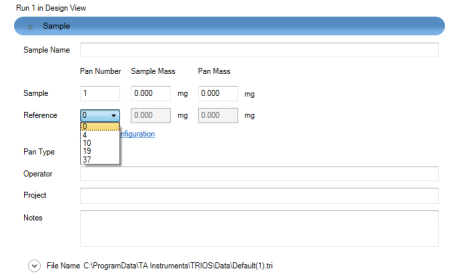 Run 1 in Design View
Sample
Sample Name
Pan Number Sample Mass Pan Mass
Sample 1 0.000 mg 0.000 mg
Reference 0 0.000 mg 0.000 mg
0
4 nfiguration
10
19
37
Pan Type
Operator
Project
Notes
File Name C:\ProgramData\TA Instruments\TRIOS\Data\Default(1).tri